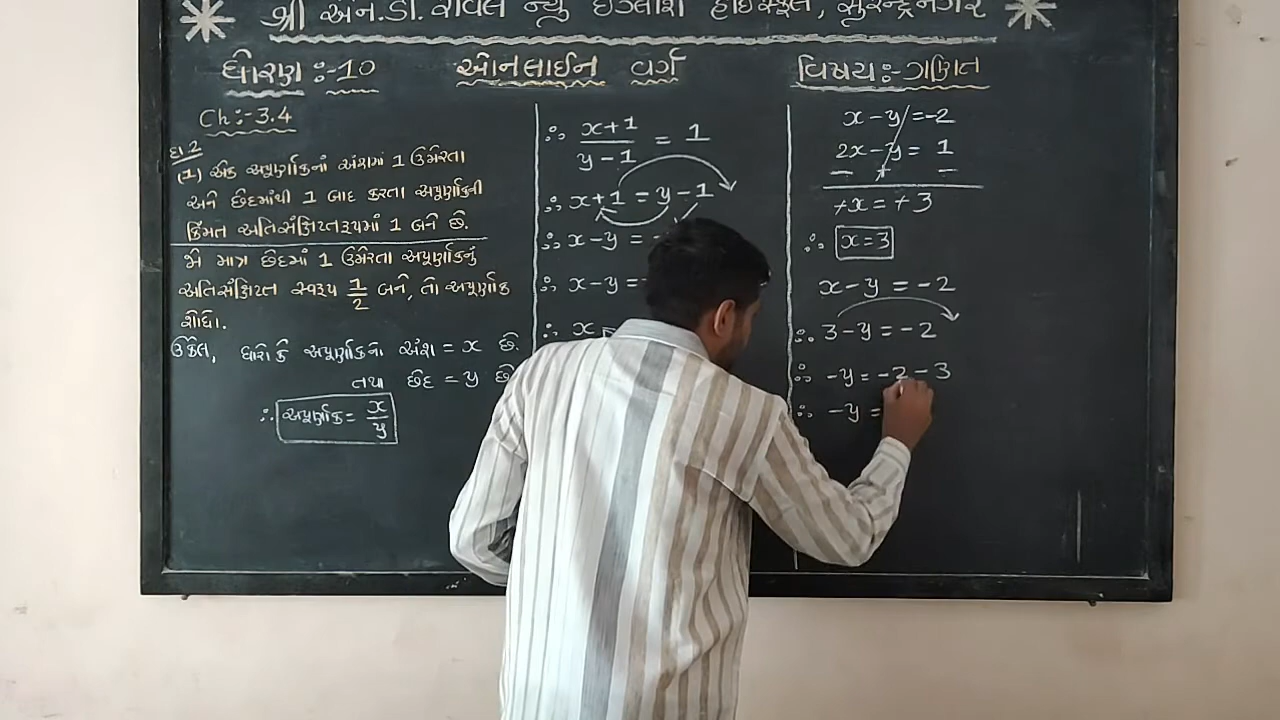 શ્રી એન.ડી. રાવલ ન્યુ ઇંગ્લીશ હાઇસ્કૂલ, સુરેન્દ્રનગર
ધોરણ :- 10
ઓનલાઈન વર્ગ
વિષય :- ગણિત
Ch :- 3.4
દા.2
(1) એક અપૂર્ણાંકનાં અંશમાં 1 ઉમેરતા
અને છેદમાંથી 1 બાદ કરતા અપૂર્ણાંકની
કિંમત અતિસંક્ષિપ્તરૂપમાં 1 બને છે.
જો માત્ર છેદમાં 1 ઉમેરતા અપૂર્ણાંકનું
અતિસંક્ષિપ્ત સ્વરૂપ 1/2 બને, તો અપૂર્ણાંક
શોધો.
ઉકેલ, ધારો કે અપૂર્ણાંકનો અંશ = x છે.
તથા છેદ = y છે
∴ અપૂર્ણાંક = x/y
∴ x+1/y-1 = 1
∴ x+1 = y-1
∴ x-y =
∴ x-y =
∴ x
x-y = -2
2x-y = 1
- + -
-x = -3
∴ x=3
x-y = -2
∴ 3-y = -2
∴ -y = -2-3
∴ -y =